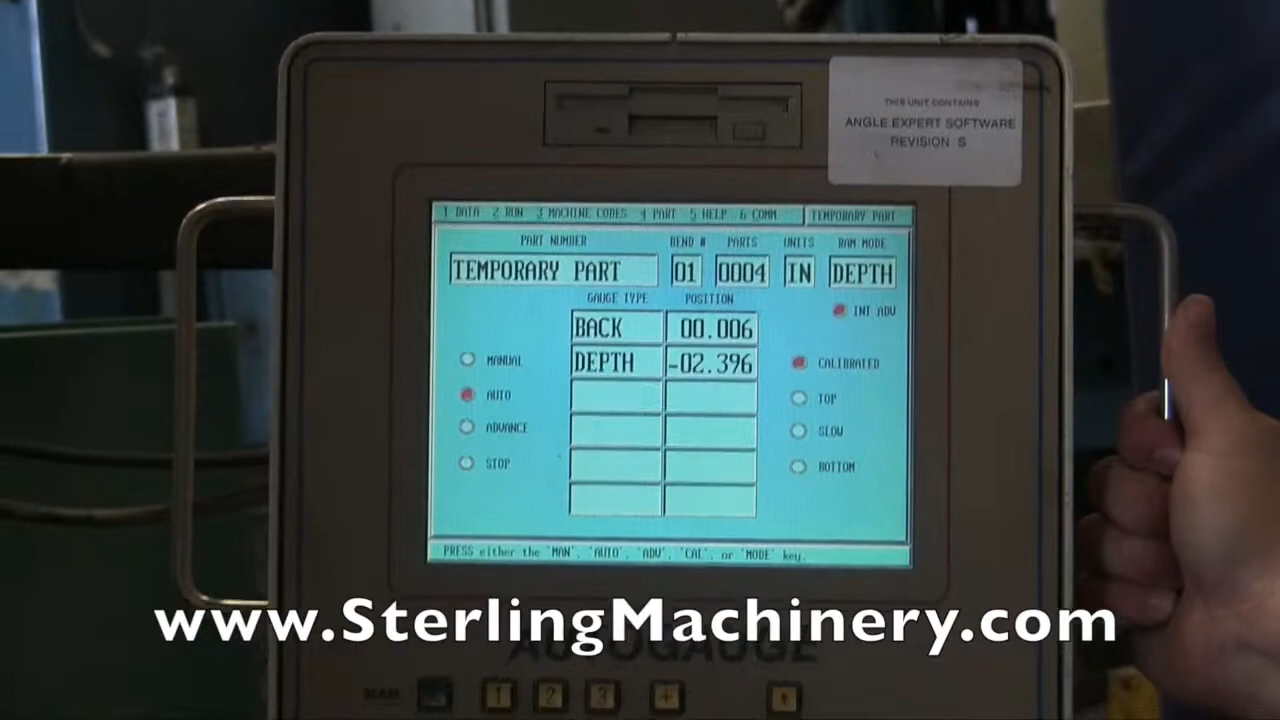 THIS UNIT CONTAINS
ANGLE EXPERT SOFTWARE
REVISION S
1 DATA 2 RUN 3 MACHINE CODES 4 PART 5 HELP 6 COMM TEMPORARY PART
PART NUMBER BEND # PARTS UNITS RAM MODE
TEMPORARY PART 01 0004 IN DEPTH
GAUGE TYPE POSITION
INT ADV
BACK 00.006
MANUAL DEPTH -02.396 CALIBRATED
AUTO TOP
ADVANCE SLOW
STOP BOTTOM
PRESS either the 'MAN', 'AUTO', 'ADV', 'CAL', or 'MODE' key.
www.SterlingMachinery.com
AUTOGAUGE
MAN 1 2 3